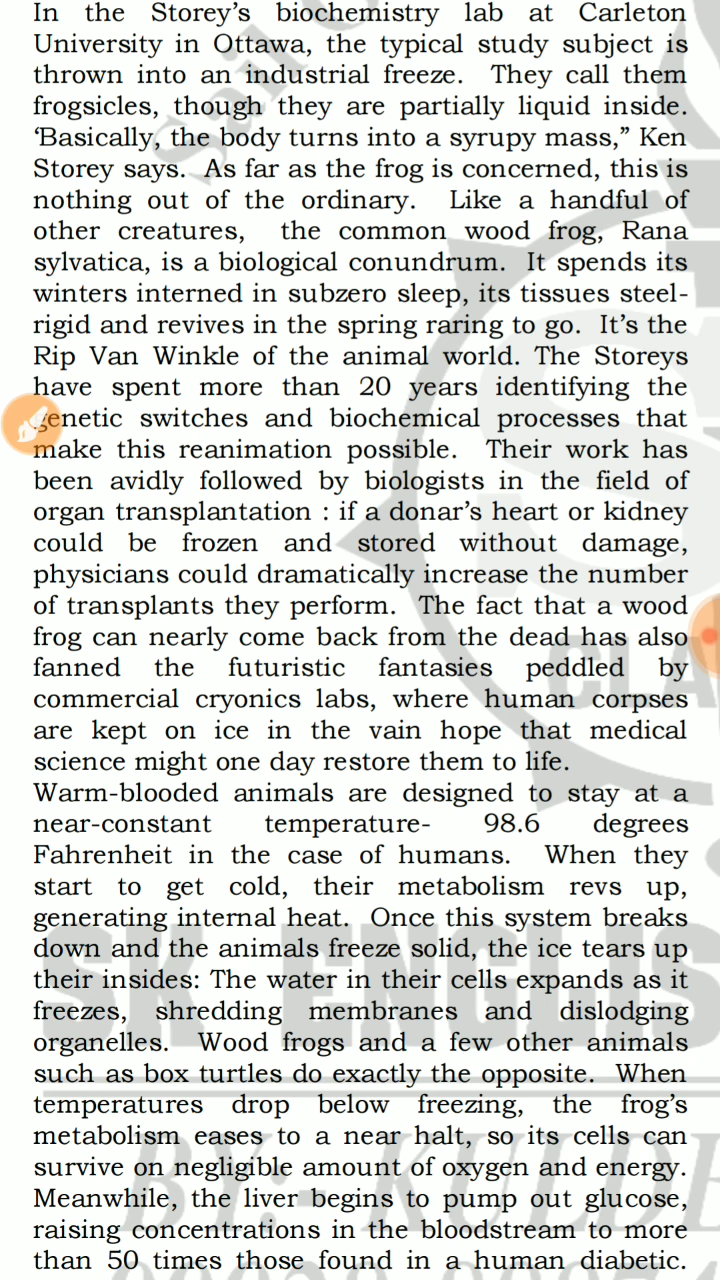 In the Storey’s biochemistry lab at Carleton
University in Ottawa, the typical study subject is
thrown into an industrial freeze. They call them
frogsicles, though they are partially liquid inside.
‘Basically, the body turns into a syrupy mass,” Ken
Storey says. As far as the frog is concerned, this is
nothing out of the ordinary. Like a handful of
other creatures, the common wood frog, Rana
sylvatica, is a biological conundrum. It spends its
winters interned in subzero sleep, its tissues steel-
rigid and revives in the spring raring to go. It’s the
Rip Van Winkle of the animal world. The Storeys
have spent more than 20 years identifying the
genetic switches and biochemical processes that
make this reanimation possible. Their work has
been avidly followed by biologists in the field of
organ transplantation : if a donar’s heart or kidney
could be frozen and stored without damage,
physicians could dramatically increase the number
of transplants they perform. The fact that a wood
frog can nearly come back from the dead has also
fanned the futuristic fantasies peddled by
commercial cryonics labs, where human corpses
are kept on ice in the vain hope that medical
science might one day restore them to life.
Warm-blooded animals are designed to stay at a
near-constant temperature- 98.6 degrees
Fahrenheit in the case of humans. When they
start to get cold, their metabolism revs up,
generating internal heat. Once this system breaks
down and the animals freeze solid, the ice tears up
their insides: The water in their cells expands as it
freezes, shredding membranes and dislodging
organelles. Wood frogs and a few other animals
such as box turtles do exactly the opposite. When
temperatures drop below freezing, the frog’s
metabolism eases to a near halt, so its cells can
survive on negligible amount of oxygen and energy.
Meanwhile, the liver begins to pump out glucose,
raising concentrations in the bloodstream to more
than 50 times those found in a human diabetic.